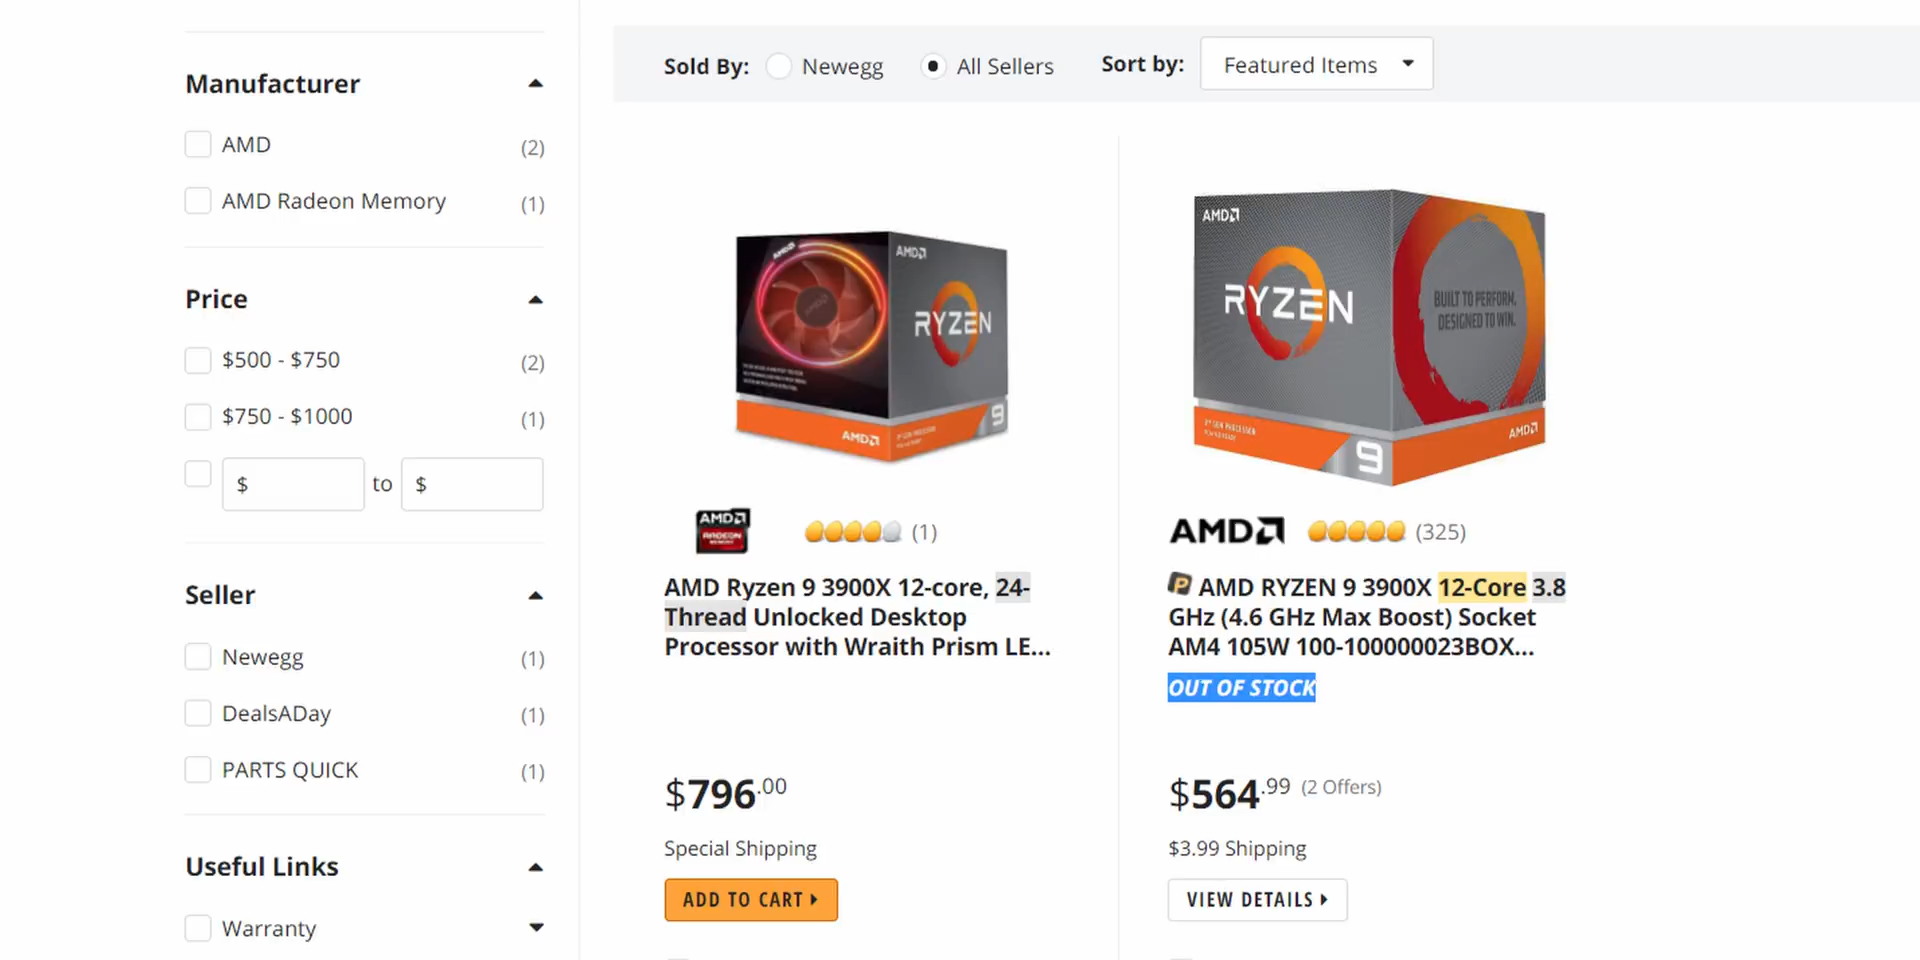 Manufacturer
AMD (2)
AMD Radeon Memory (1)
Price
$500 - $750 (2)
$750 - $1000 (1)
$ to $
Seller
Newegg (1)
DealsADay (1)
PARTS QUICK (1)
Useful Links
Warranty
Sold By: Newegg All Sellers Sort by: Featured Items
AMD
AMD
RYZEN
9
AMD
AMD RADEON MEMORY
(1)
AMD Ryzen 9 3900X 12-core, 24-
Thread Unlocked Desktop
Processor with Wraith Prism LE...
$796.00
Special Shipping
ADD TO CART
AMD
RYZEN
BUILT TO PERFORM.
DESIGNED TO WIN.
AMD
9
AMD (325)
AMD RYZEN 9 3900X 12-Core 3.8
GHz (4.6 GHz Max Boost) Socket
AM4 105W 100-100000023BOX...
OUT OF STOCK
$564.99 (2 Offers)
$3.99 Shipping
VIEW DETAILS